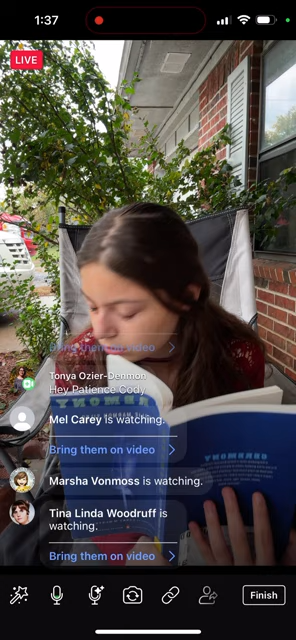 1:37
LIVE
Bring them on video
Tonya Ozier-Denmon
Hey Patience Cody
Mel Carey is watching.
Bring them on video
Marsha Vonmoss is watching.
Tina Linda Woodruff is
watching.
Bring them on video
Finish
HARMONY